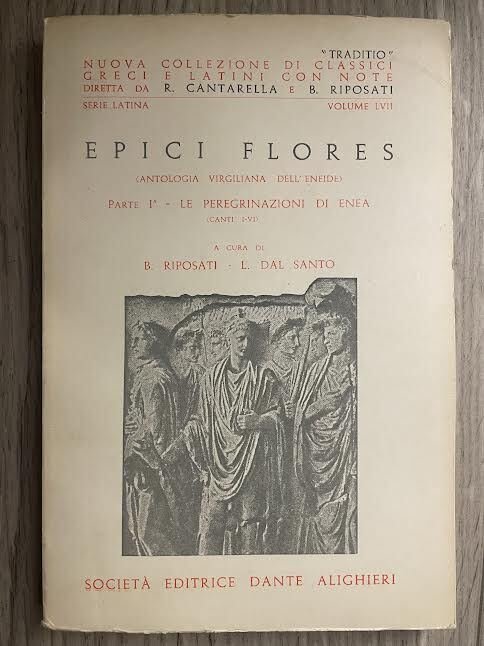 "TRADITIO"
NUOVA COLLEZIONE DI CLASSICI
GRECI E LATINI CON NOTE
DIRETTA DA R. CANTARELLA E B. RIPOSATI
SERIE LATINA VOLUME LVII
EPICI FLORES
(ANTOLOGIA VIRGILIANA DELL'ENEIDE)
PARTE Iª - LE PEREGRINAZIONI DI ENEA
(CANTI I-VI)
A CURA DI
B. RIPOSATI - L. DAL SANTO
SOCIETÀ EDITRICE DANTE ALIGHIERI